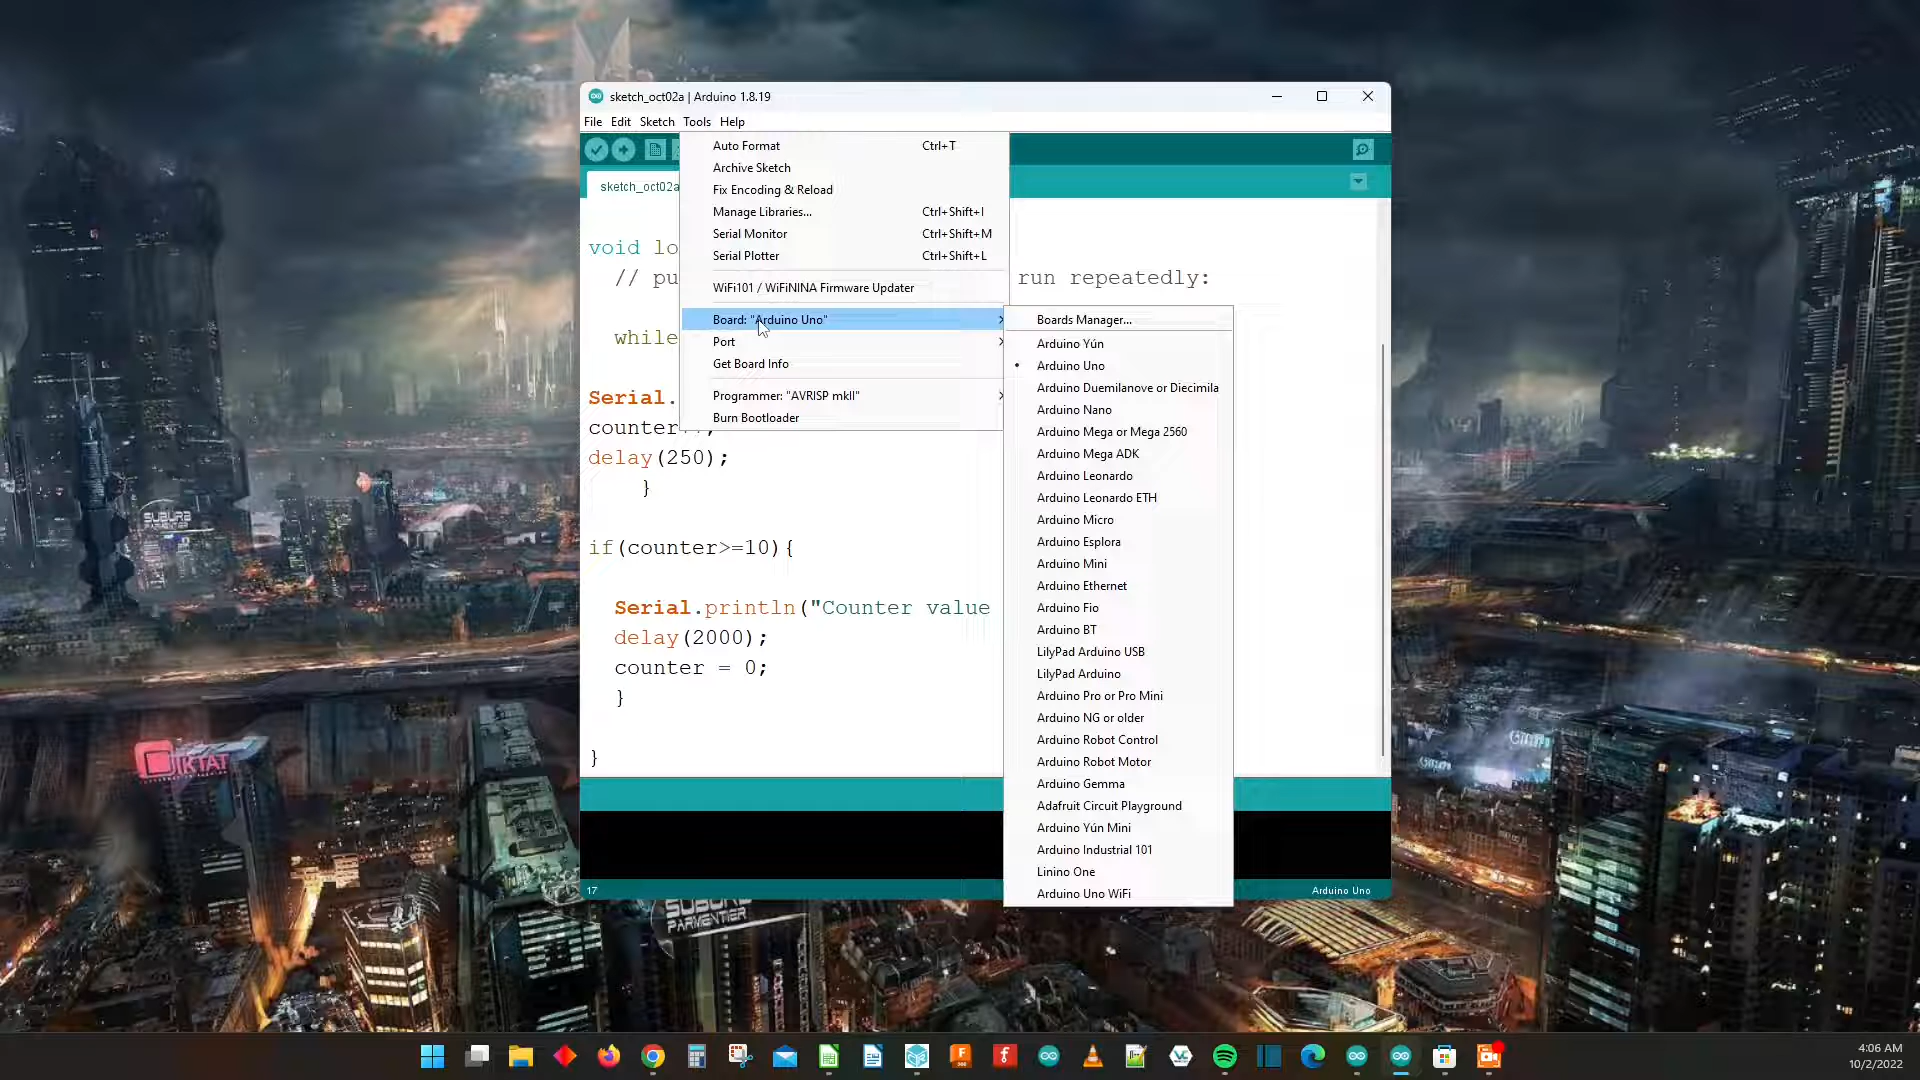 sketch_oct02a | Arduino 1.8.19
File Edit Sketch Tools Help
sketch_oct02a
Auto Format Ctrl+T
Archive Sketch
Fix Encoding & Reload
Manage Libraries... Ctrl+Shift+I
Serial Monitor Ctrl+Shift+M
Serial Plotter Ctrl+Shift+L
WiFi101 / WiFiNINA Firmware Updater
Board: "Arduino Uno"
Port
Get Board Info
Programmer: "AVRISP mkII"
Burn Bootloader
Boards Manager...
Arduino Yún
Arduino Uno
Arduino Duemilanove or Diecimila
Arduino Nano
Arduino Mega or Mega 2560
Arduino Mega ADK
Arduino Leonardo
Arduino Leonardo ETH
Arduino Micro
Arduino Esplora
Arduino Mini
Arduino Ethernet
Arduino Fio
Arduino BT
LilyPad Arduino USB
LilyPad Arduino
Arduino Pro or Pro Mini
Arduino NG or older
Arduino Robot Control
Arduino Robot Motor
Arduino Gemma
Adafruit Circuit Playground
Arduino Yún Mini
Arduino Industrial 101
Linino One
Arduino Uno WiFi
void lo
// pu run repeatedly:
while
Serial.
counter
delay(250);
}
if(counter>=10){
Serial.println("Counter value
delay(2000);
counter = 0;
}
}
17
Arduino Uno
SUBURB
DIKTAT
SUBURB
PARMENTIER
4:06 AM
10/2/2022